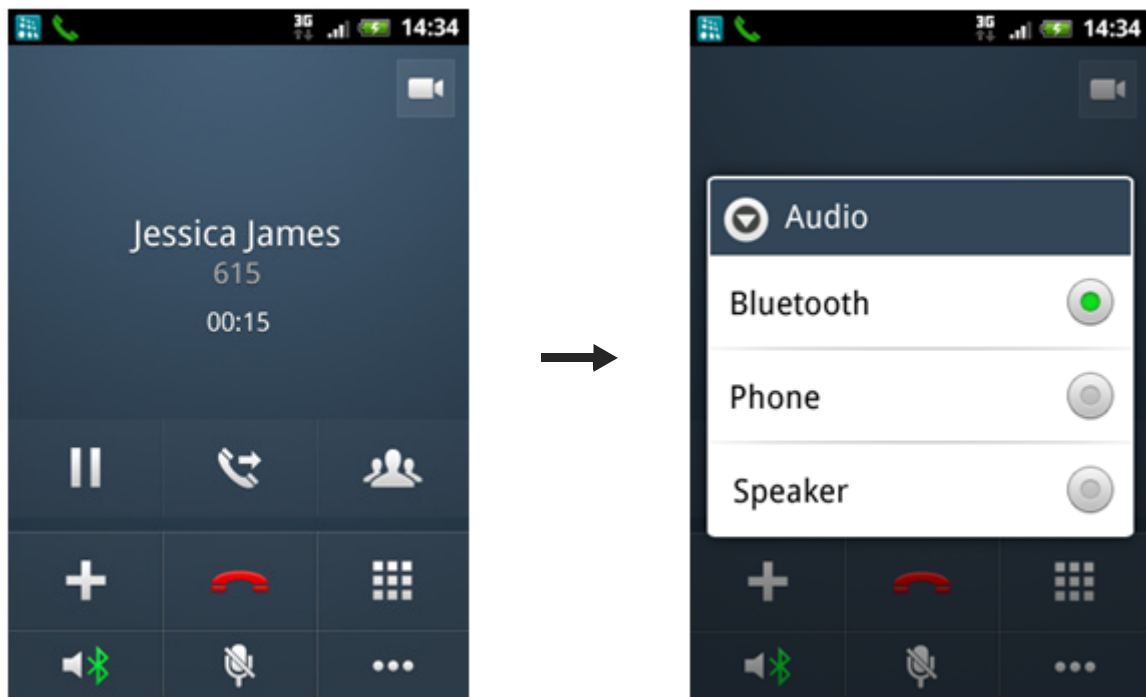 3G 14:34
Jessica James
615
00:15
3G 14:34
Audio
Bluetooth
Phone
Speaker